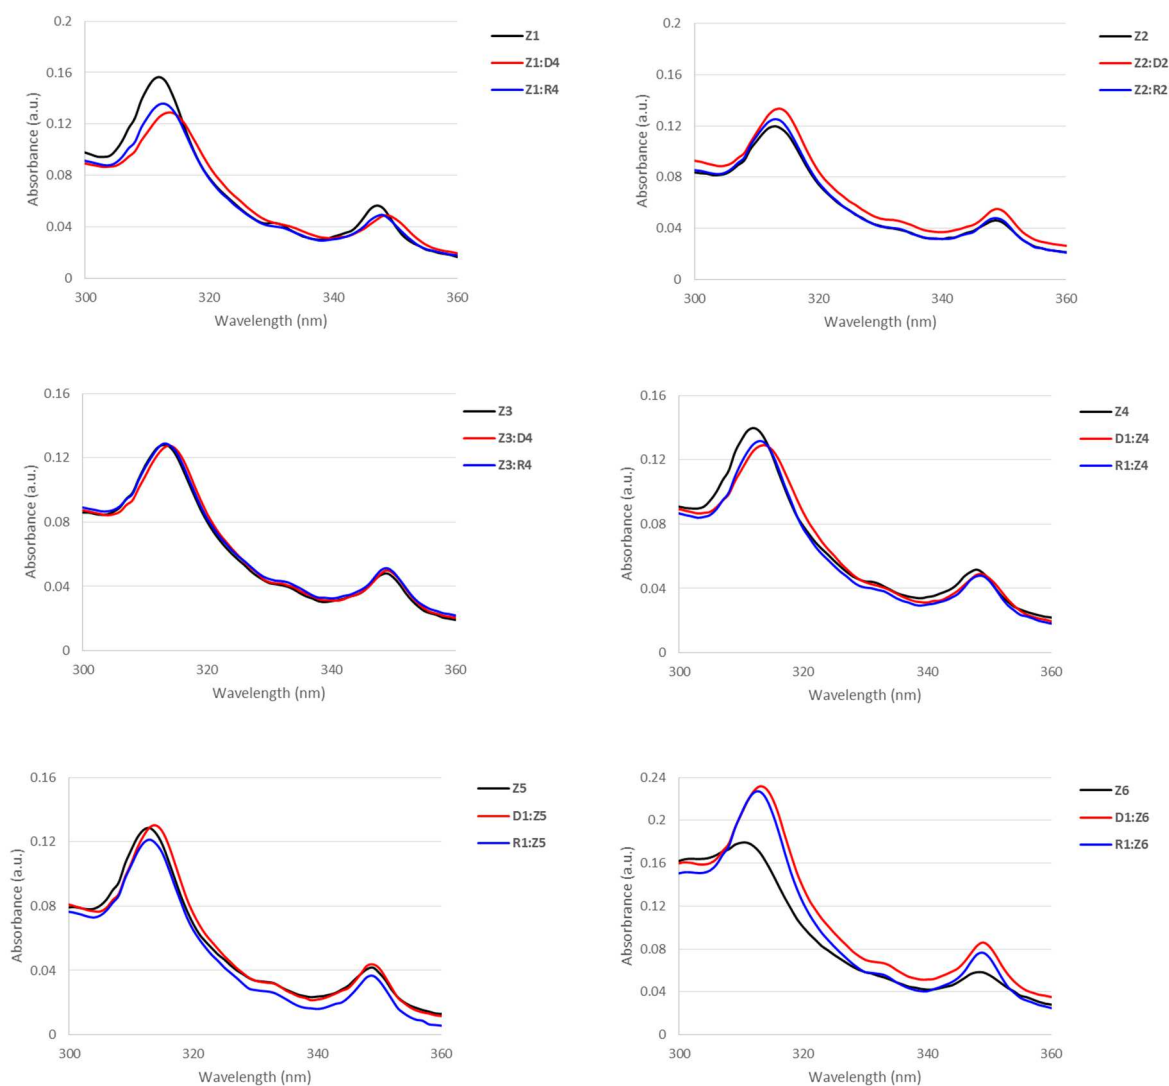 0.2
0.16
0.12
0.08
0.04
0
Absorbance (a.u.)
300
320
340
360
Wavelength (nm)
Z1
Z1:D4
Z1:R4
0.2
0.16
0.12
0.08
0.04
0
Absorbance (a.u.)
300
320
340
360
Wavelength (nm)
Z2
Z2:D2
Z2:R2
0.16
0.12
0.08
0.04
0
Absorbance (a.u.)
300
320
340
360
Wavelength (nm)
Z3
Z3:D4
Z3:R4
0.16
0.12
0.08
0.04
0
Absorbance (a.u.)
300
320
340
360
Wavelength (nm)
Z4
D1:Z4
R1:Z4
0.16
0.12
0.08
0.04
0
Absorbance (a.u.)
300
320
340
360
Wavelength (nm)
Z5
D1:Z5
R1:Z5
0.24
0.2
0.16
0.12
0.08
0.04
0
Absorbrance (a.u.)
300
320
340
360
Wavelength (nm)
Z6
D1:Z6
R1:Z6